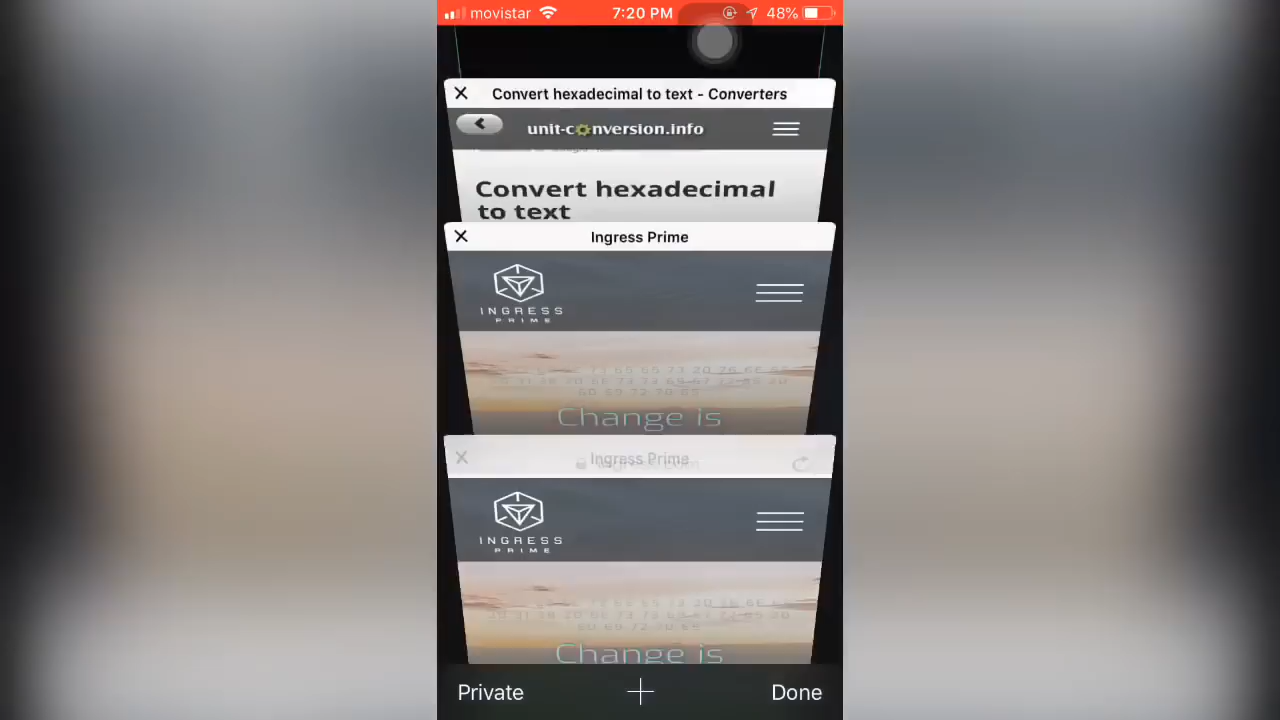 movistar 7:20 PM 48%
Convert hexadecimal to text - Converters
unit-conversion.info
Convert hexadecimal
to text
Ingress Prime
INGRESS
PRIME
Change is
Ingress Prime
INGRESS
PRIME
Change is
Private Done